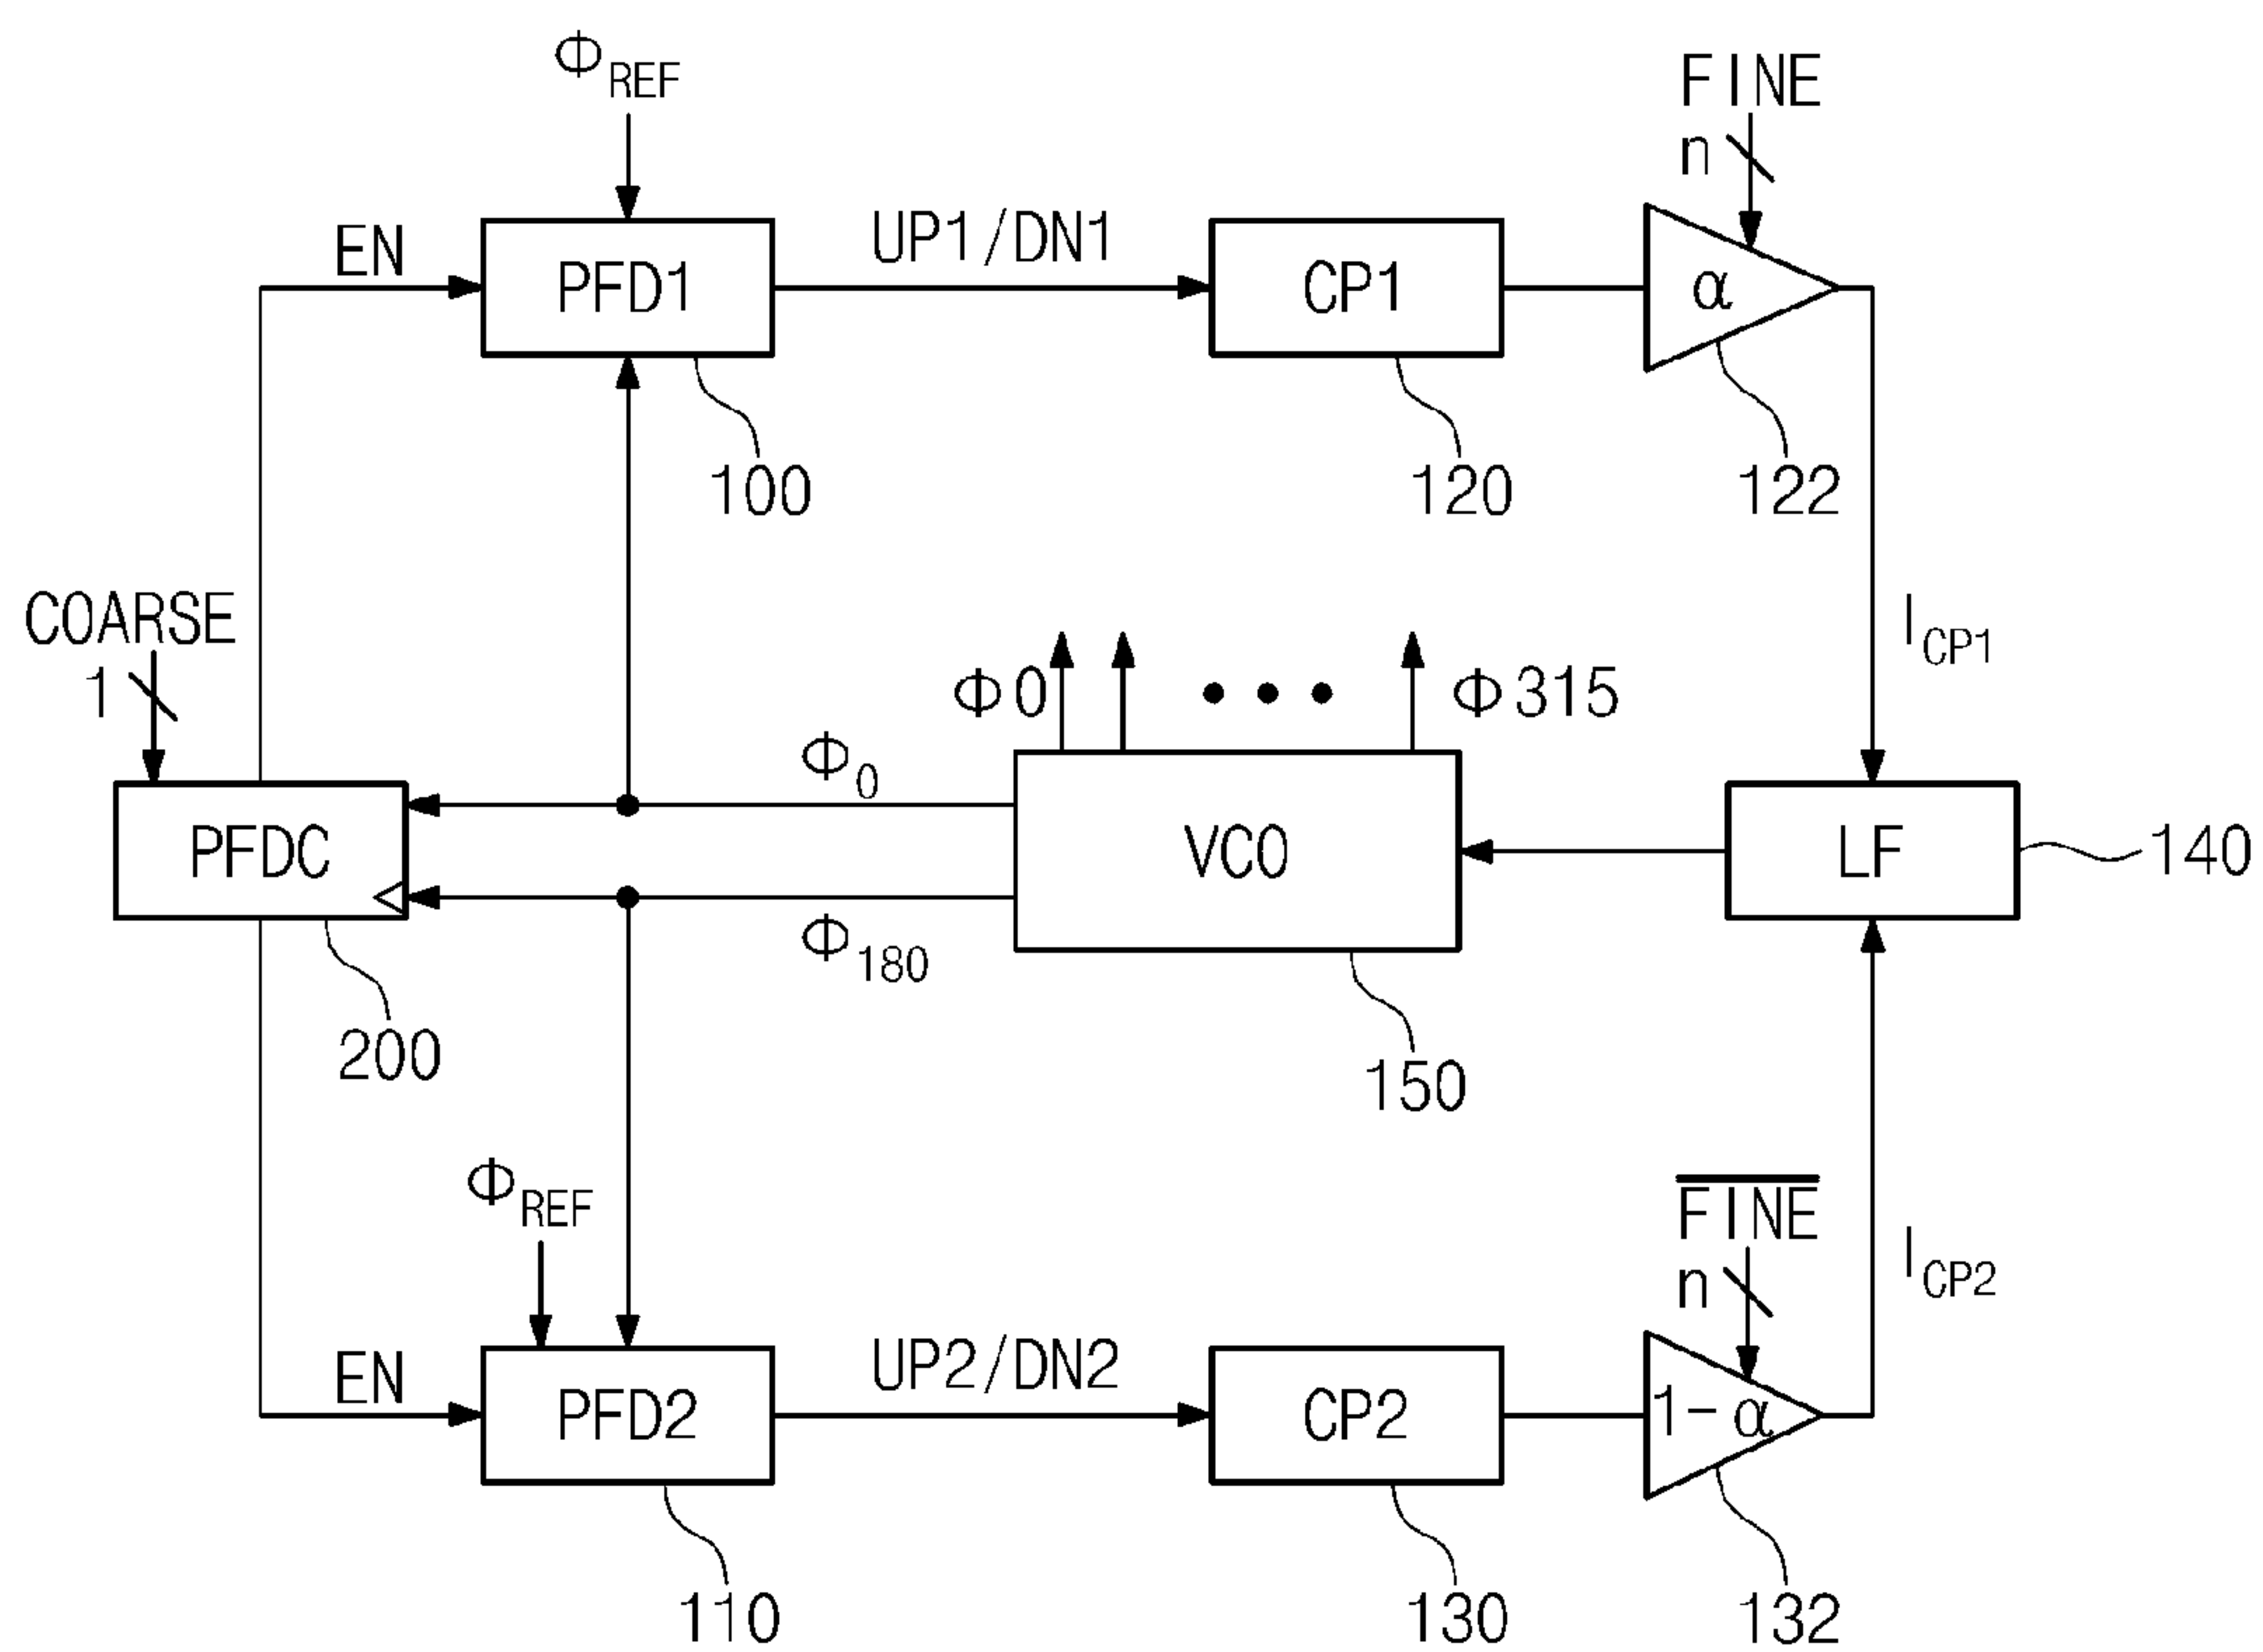 ΦREF
FINE
n
EN
PFD1
UP1/DN1
CP1
α
100
120
122
COARSE
1
ICP1
Φ0
Φ315
Φ0
PFDC
VCO
LF
140
Φ180
200
150
ΦREF
FINE
n
ICP2
EN
PFD2
UP2/DN2
CP2
1-α
110
130
132